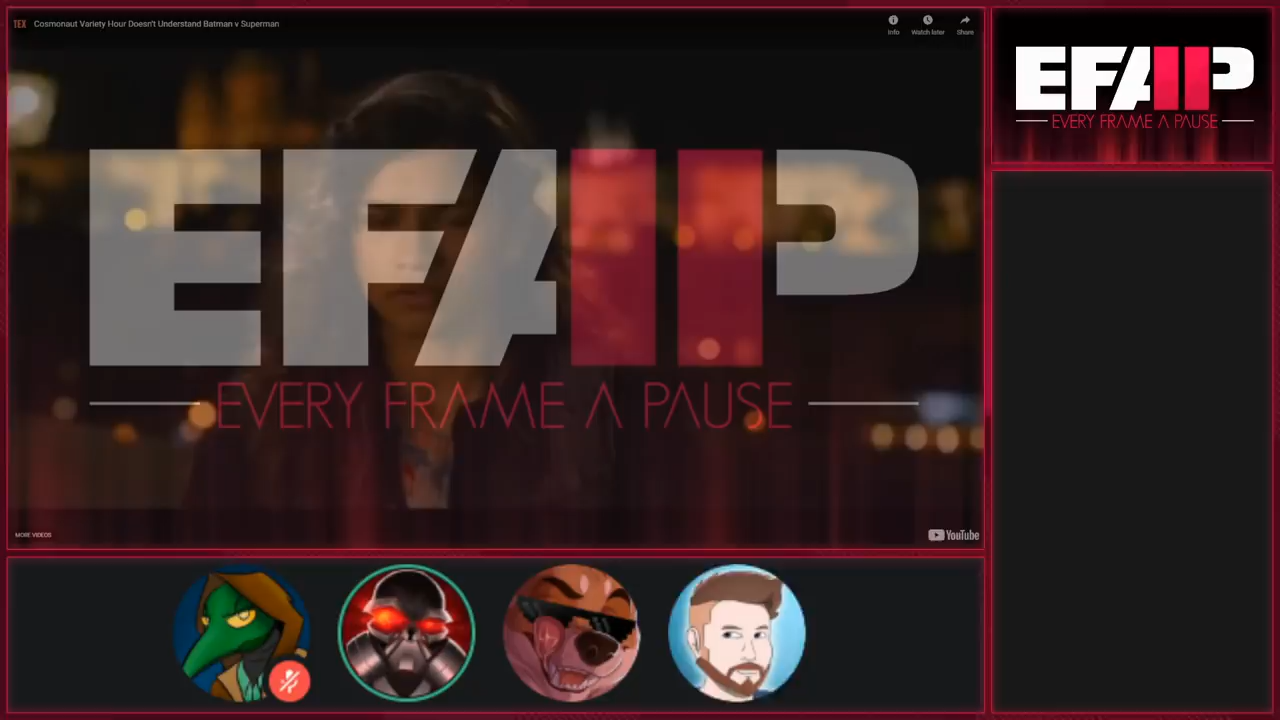 TEX Cosmonaut Variety Hour Doesn't Understand Batman v Superman
Info
Watch later
Share
EFAP
EVERY FRAME A PAUSE
MORE VIDEOS
YouTube
EFAP
EVERY FRAME A PAUSE